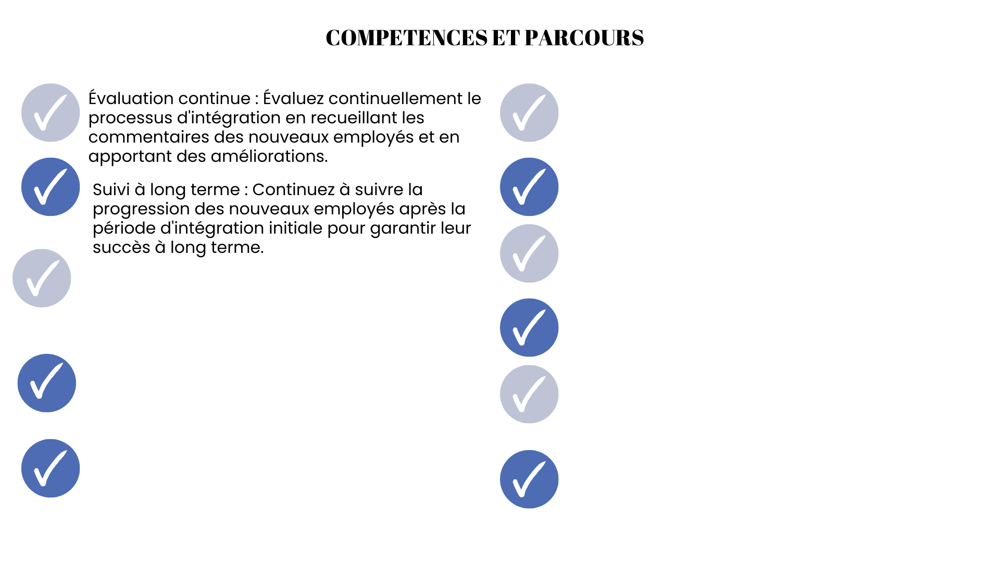 COMPETENCES ET PARCOURS
Évaluation continue : Évaluez continuellement le
processus d'intégration en recueillant les
commentaires des nouveaux employés et en
apportant des améliorations.
Suivi à long terme : Continuez à suivre la
progression des nouveaux employés après la
période d'intégration initiale pour garantir leur
succès à long terme.